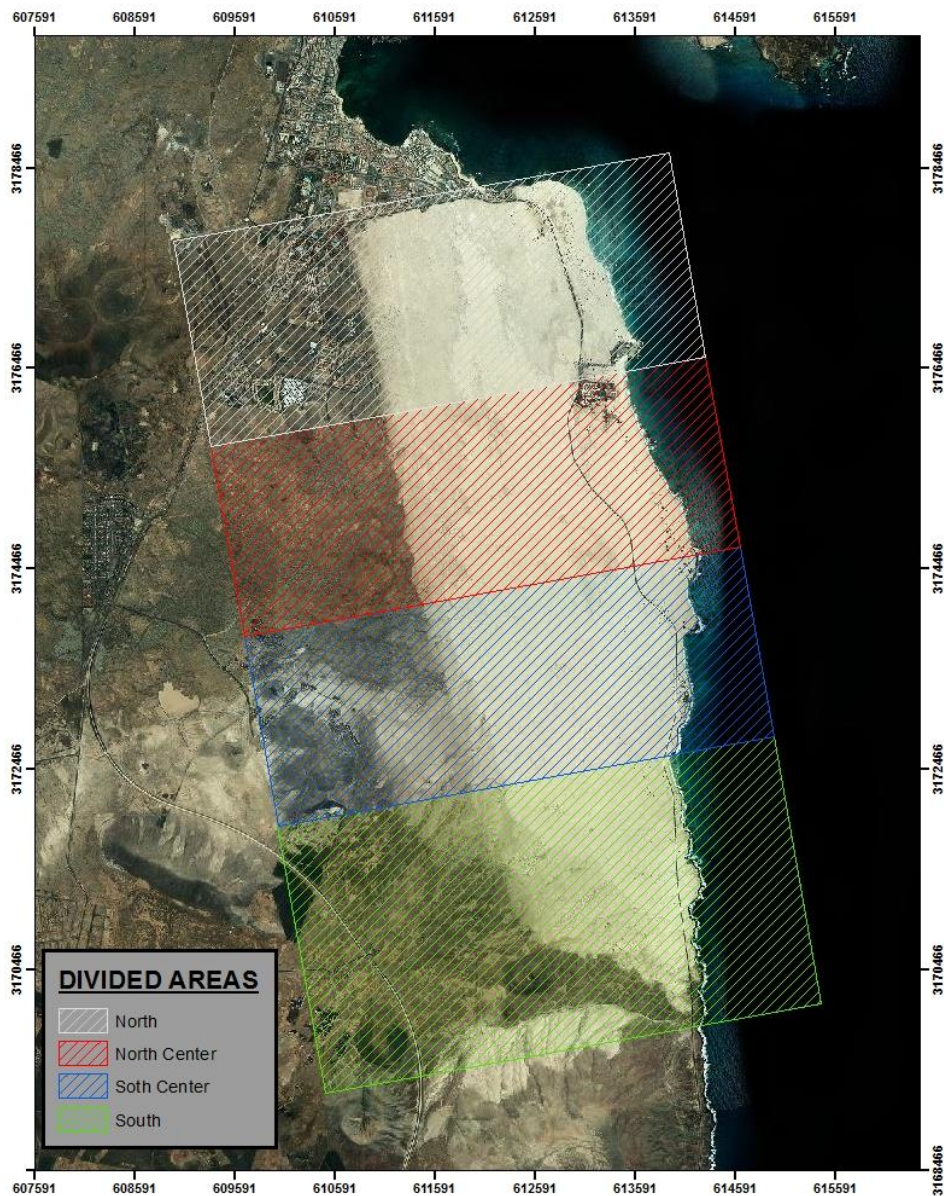 607591 608591 609591 610591 611591 612591 613591 614591 615591
3178466 3178466
3176466 3176466
3174466 3174466
3172466 3172466
3170466 3170466
3168466
DIVIDED AREAS
North
North Center
Soth Center
South
607591 608591 609591 610591 611591 612591 613591 614591 615591